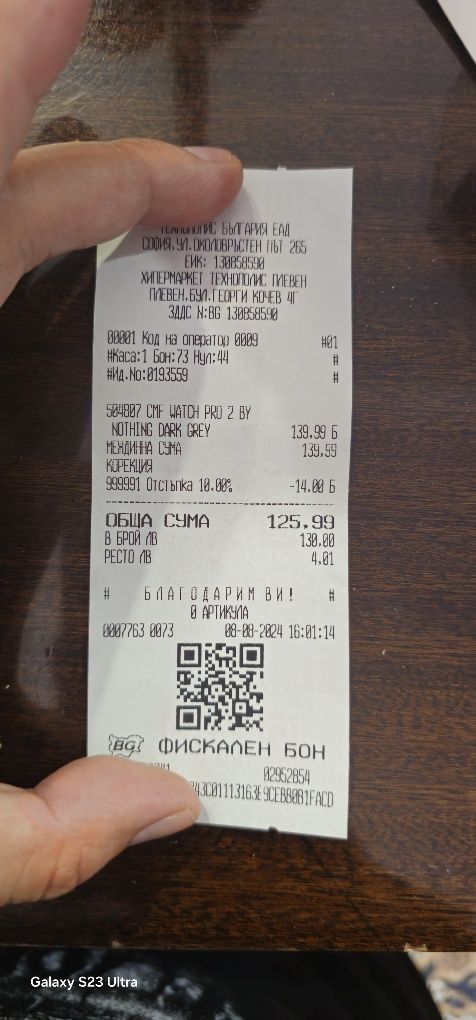 ТЕХНОПОЛИС БЪЛГАРИЯ ЕАД
СОФИЯ,УЛ.ОКОЛОВРЪСТЕН ПЪТ 265
ЕИК: 130858590
ХИПЕРМАРКЕТ ТЕХНОПОЛИС ПЛЕВЕН
ПЛЕВЕН,БУЛ.ГЕОРГИ КОЧЕВ 4Г
ЗДДС N:BG 130858590
00001 Код на оператор 0009 #01
#Каса:1 Бон:73 Нул:44 #
#Ид.No:0193559 #
504807 CMF WATCH PRO 2 BY
NOTHING DARK GREY 139,99 Б
МЕЖДИННА СУМА 139,99
КОРЕКЦИЯ
999991 Отстъпка 10.00% -14,00 Б
ОБЩА СУМА 125.99
В БРОЙ ЛВ 130,00
РЕСТО ЛВ 4,01
# БЛАГОДАРИМ ВИ! #
0 АРТИКУЛА
0007763 0073 08-08-2024 16:01:14
BG ФИСКАЛЕН БОН
02952854
43C01113163E9CEBB0B1FACD
Galaxy S23 Ultra